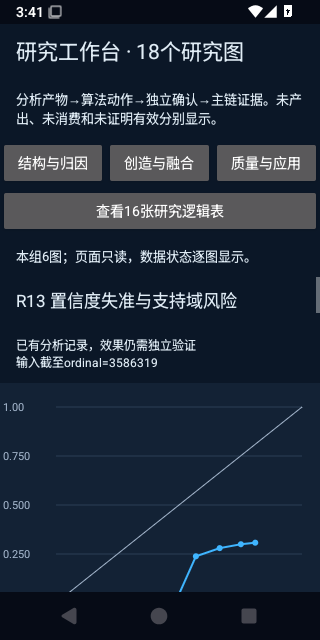 3:41
研究工作台 · 18个研究图
分析产物→算法动作→独立确认→主链证据。未产
出、未消费和未证明有效分别显示。
结构与归因 创造与融合 质量与应用
查看16张研究逻辑表
本组6图；页面只读，数据状态逐图显示。
R13 置信度失准与支持域风险
已有分析记录，效果仍需独立验证
输入截至ordinal=3586319
1.00
0.750
0.500
0.250